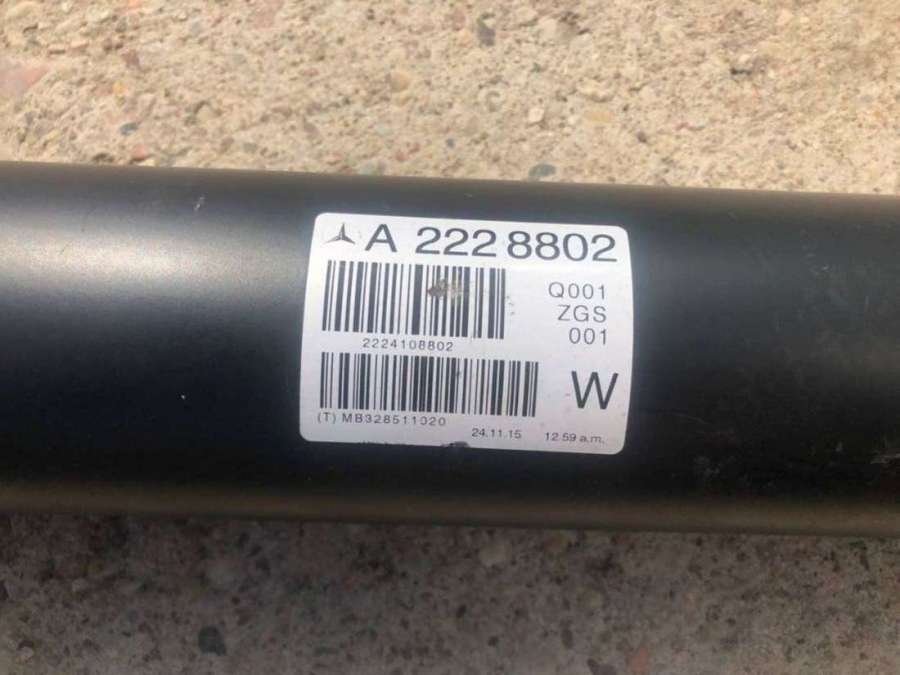 A 222 8802
Q001
ZGS
001
2224108802
W
(T) MB328511020
24.11.15 12.59 a.m.